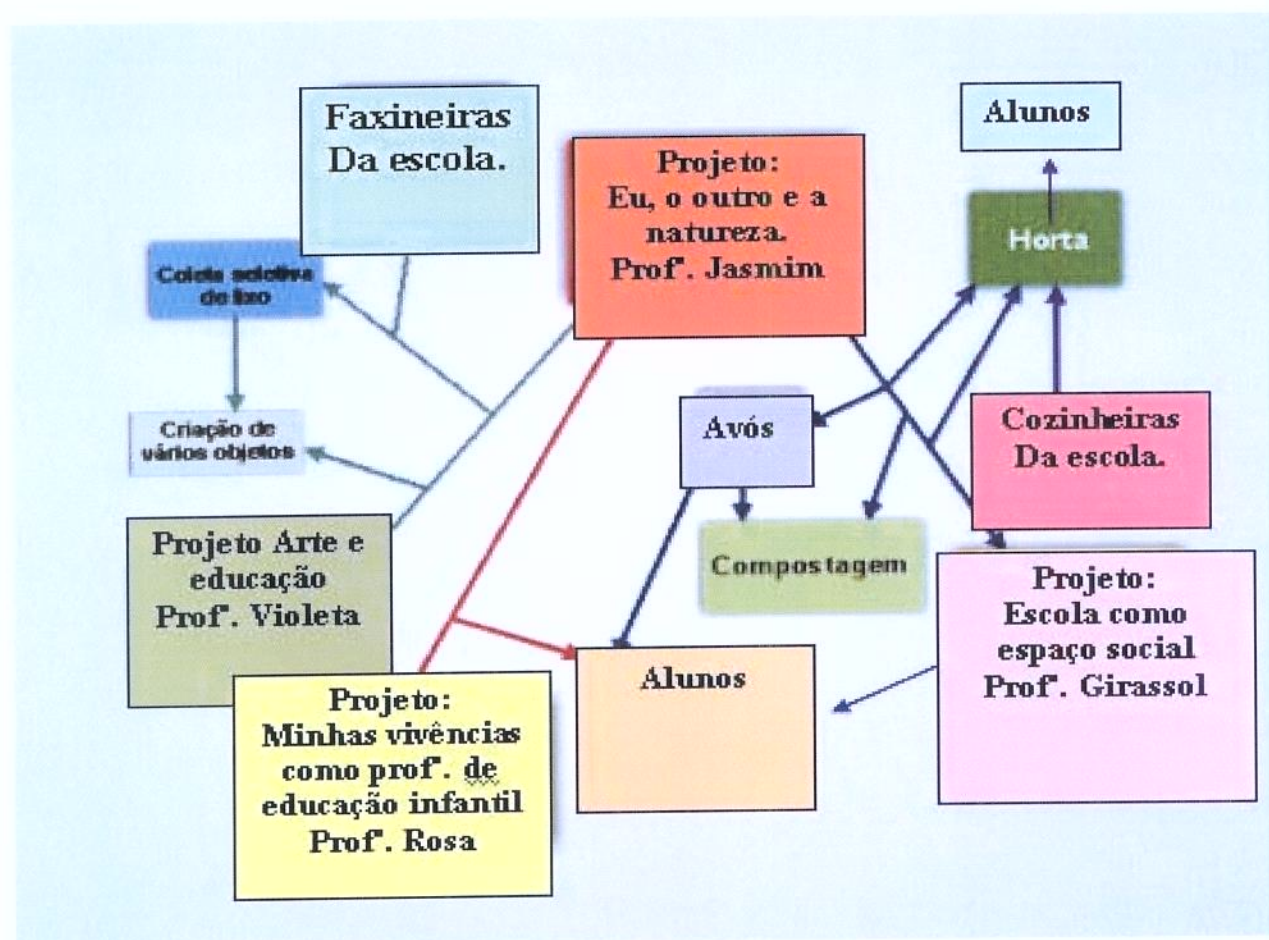 Faxineiras
Da escola.
Alunos
Projeto:
Eu, o outro e a
natureza.
Profª. Jasmim
Horta
Coleta seletiva
de lixo
Avós
Cozinheiras
Da escola.
Criação de
vários objetos
Projeto Arte e
educação
Profª. Violeta
Compostagem
Projeto:
Escola como
espaço social
Profª. Girassol
Alunos
Projeto:
Minhas vivências
como profª. de
educação infantil
Profª. Rosa